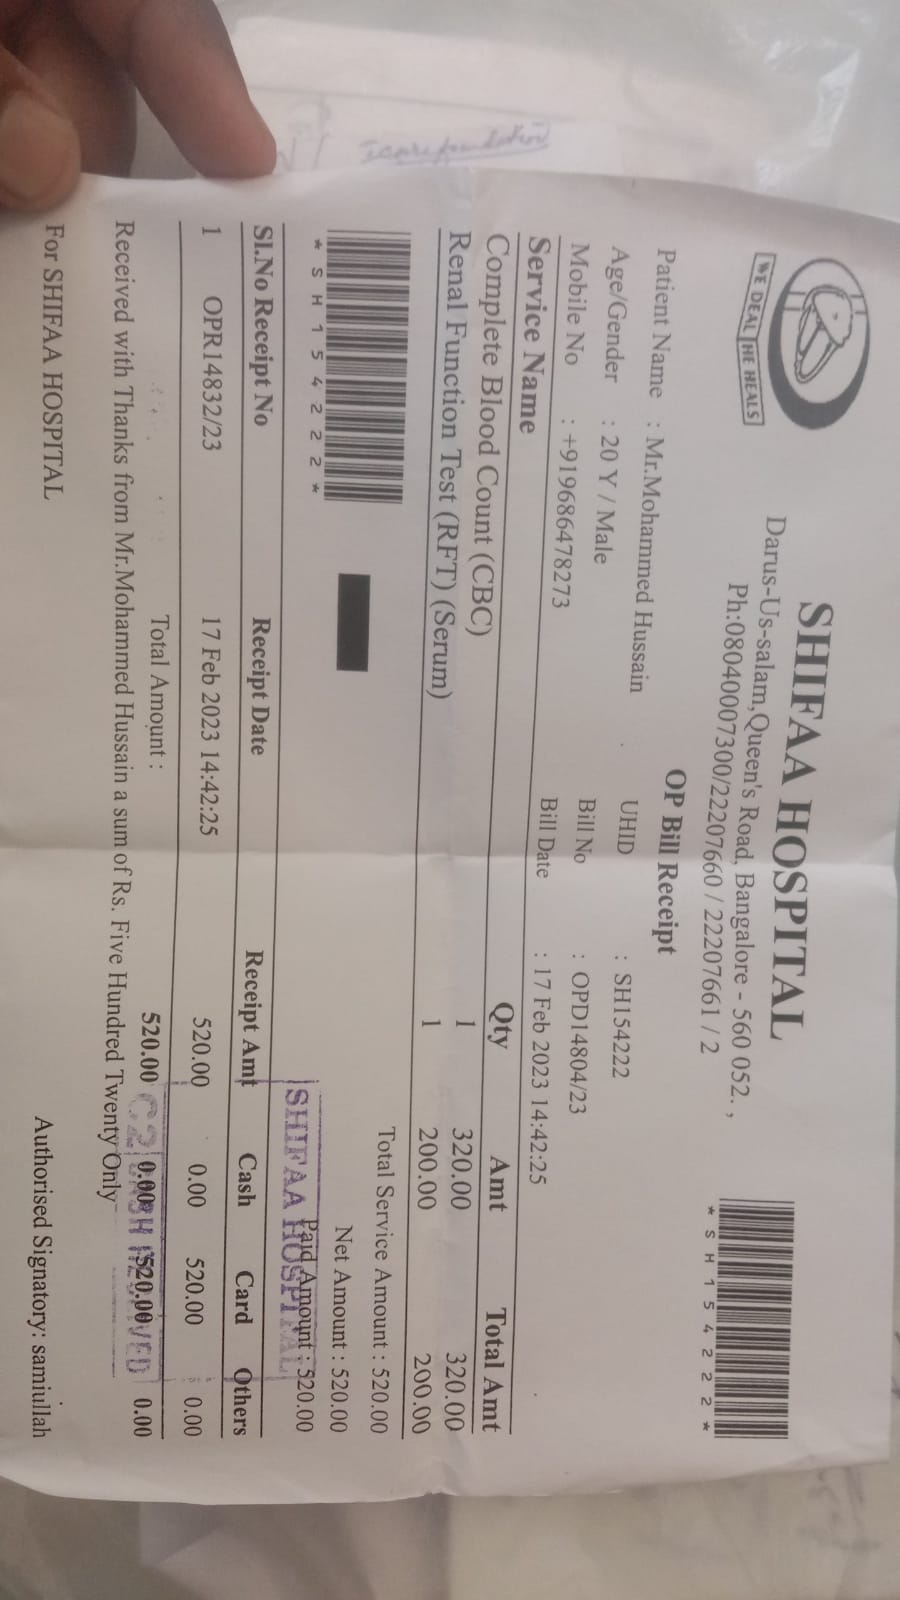 WE DEAL HE HEALS
SHIFAA HOSPITAL
Darus-Us-salam,Queen's Road, Bangalore - 560 052. ,
Ph:08040007300/22207660 / 22207661 / 2
* S H 1 5 4 2 2 2 *
OP Bill Receipt
Patient Name : Mr.Mohammed Hussain UHID : SH154222
Age/Gender : 20 Y / Male Bill No : OPD14804/23
Mobile No : +919686478273 Bill Date : 17 Feb 2023 14:42:25
Service Name Qty Amt Total Amt
Complete Blood Count (CBC) 1 320.00 320.00
Renal Function Test (RFT) (Serum) 1 200.00 200.00
Total Service Amount : 520.00
Net Amount : 520.00
Paid Amount : 520.00
* S H 1 5 4 2 2 2 *
SHIFAA HOSPITAL
Sl.No Receipt No Receipt Date Receipt Amt Cash Card Others
1 OPR14832/23 17 Feb 2023 14:42:25 520.00 0.00 520.00 0.00
Total Amount : 520.00 0.00 520.00 0.00
C2 CASH RECEIVED
Received with Thanks from Mr.Mohammed Hussain a sum of Rs. Five Hundred Twenty Only
For SHIFAA HOSPITAL Authorised Signatory: samiullah